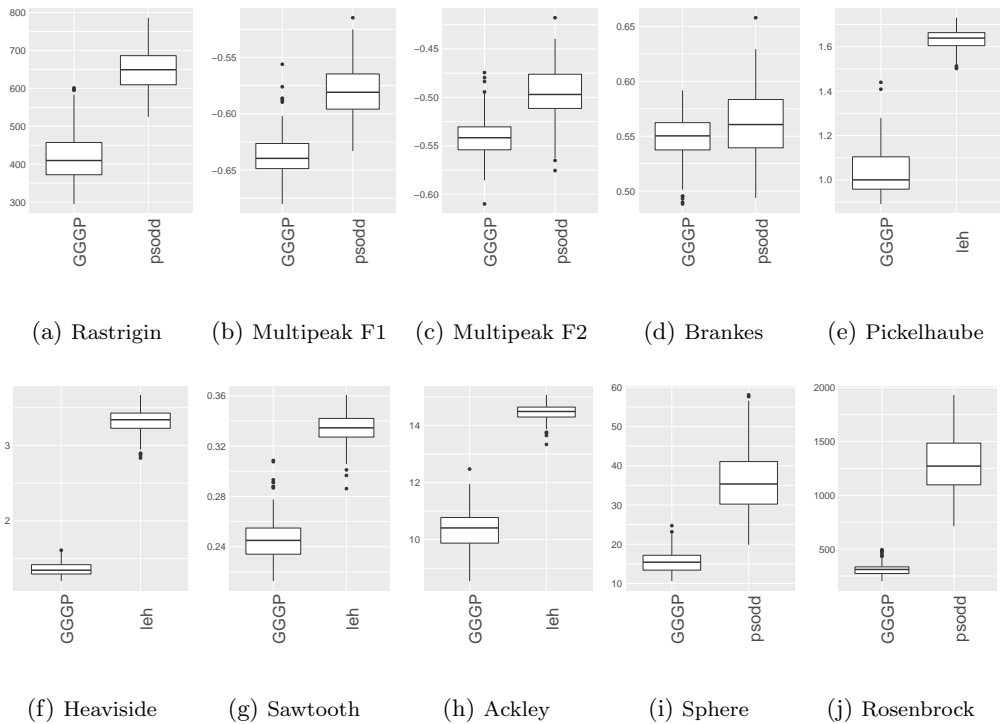 800
700
600
500
400
300
GGGP
psodd
−0.55
−0.60
−0.65
GGGP
psodd
−0.45
−0.50
−0.55
−0.60
GGGP
psodd
0.65
0.60
0.55
0.50
GGGP
psodd
1.6
1.4
1.2
1.0
GGGP
leh
(a) Rastrigin
(b) Multipeak F1
(c) Multipeak F2
(d) Brankes
(e) Pickelhaube
3
2
GGGP
leh
0.36
0.32
0.28
0.24
GGGP
leh
14
12
10
GGGP
leh
60
50
40
30
20
10
GGGP
psodd
2000
1500
1000
500
GGGP
psodd
(f) Heaviside
(g) Sawtooth
(h) Ackley
(i) Sphere
(j) Rosenbrock